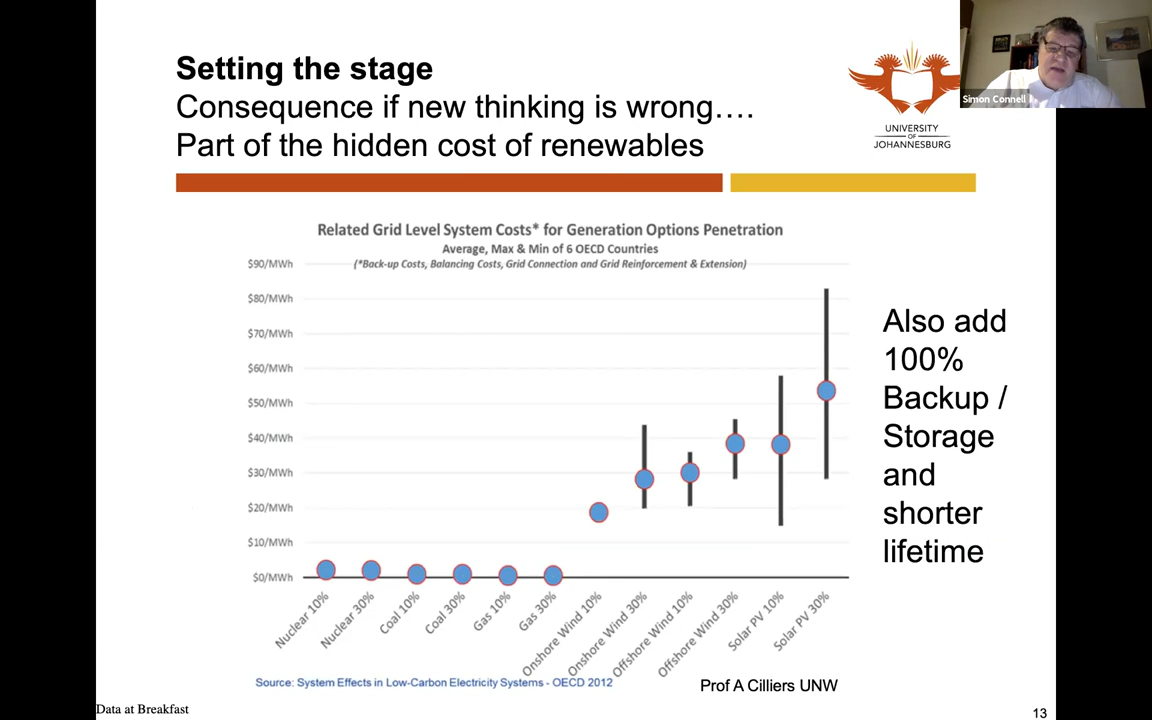 Setting the stage
Consequence if new thinking is wrong….
Part of the hidden cost of renewables
UNIVERSITY
OF
JOHANNESBURG
Simon Connell
Related Grid Level System Costs* for Generation Options Penetration
Average, Max & Min of 6 OECD Countries
(*Back-up Costs, Balancing Costs, Grid Connection and Grid Reinforcement & Extension)
$90/MWh
$80/MWh
$70/MWh
$60/MWh
$50/MWh
$40/MWh
$30/MWh
$20/MWh
$10/MWh
$0/MWh
Nuclear 10%
Nuclear 30%
Coal 10%
Coal 30%
Gas 10%
Gas 30%
Onshore Wind 10%
Onshore Wind 30%
Offshore Wind 10%
Offshore Wind 30%
Solar PV 10%
Solar PV 30%
Also add
100%
Backup /
Storage
and
shorter
lifetime
Source: System Effects in Low-Carbon Electricity Systems - OECD 2012
Prof A Cilliers UNW
Data at Breakfast
13